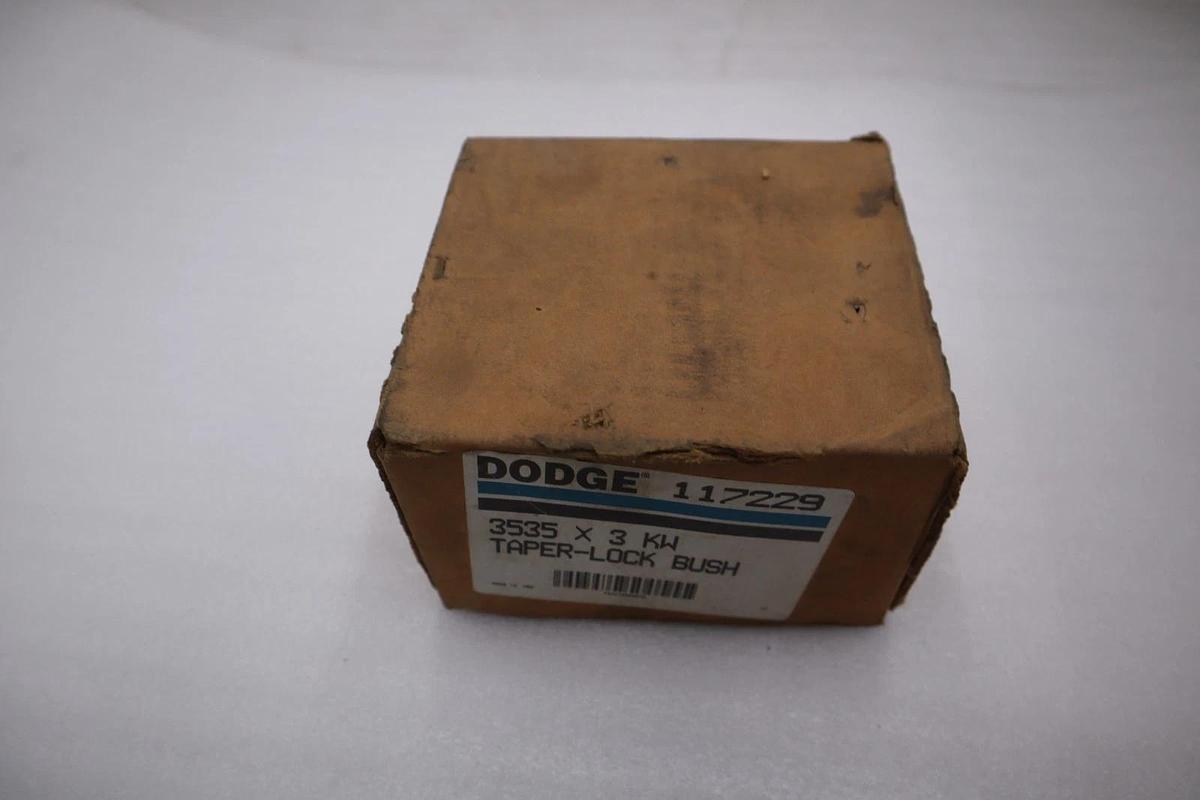 DODGE® 117229
3535 X 3 KW
TAPER-LOCK BUSH